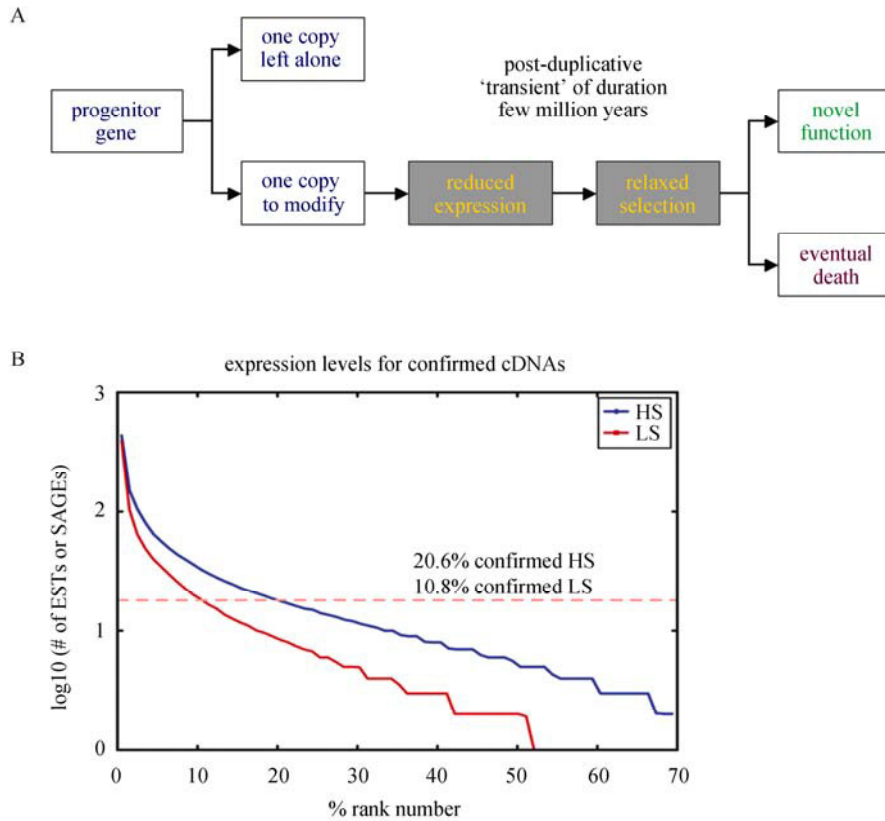 A
progenitor
gene
one copy
left alone
one copy
to modify
post-duplicative
‘transient’ of duration
few million years
reduced
expression
relaxed
selection
novel
function
eventual
death
B
expression levels for confirmed cDNAs
HS
LS
20.6% confirmed HS
10.8% confirmed LS
log10 (# of ESTs or SAGEs)
3
2
1
0
0 10 20 30 40 50 60 70
% rank number